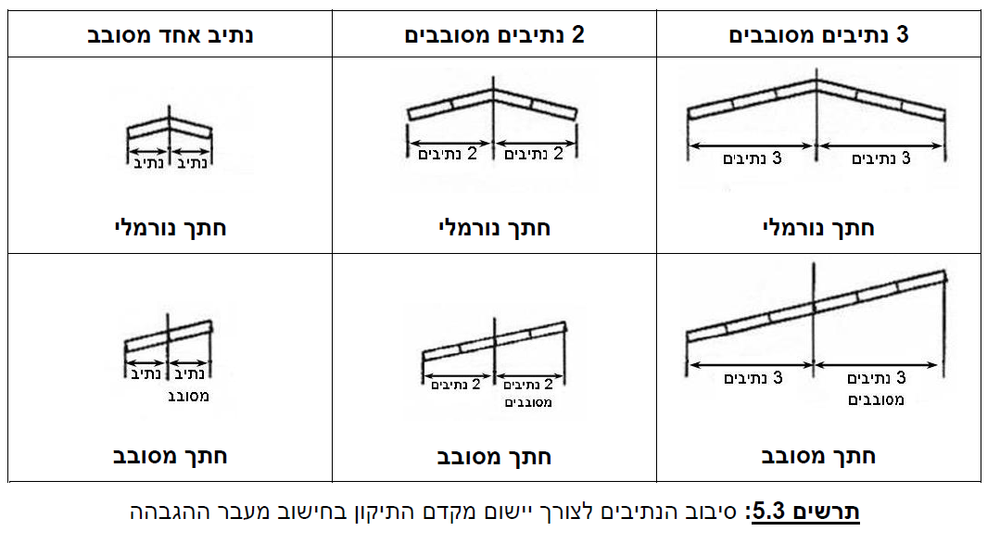 3 נתיבים מסובבים
2 נתיבים מסובבים
נתיב אחד מסובב
3 נתיבים
3 נתיבים
חתך נורמלי
2 נתיבים
2 נתיבים
חתך נורמלי
נתיב
נתיב
חתך נורמלי
3 נתיבים
מסובבים
3 נתיבים
חתך מסובב
2 נתיבים
מסובבים
2 נתיבים
חתך מסובב
נתיב
מסובב
נתיב
חתך מסובב
תרשים 5.3: סיבוב הנתיבים לצורך יישום מקדם התיקון בחישוב מעבר ההגבהה